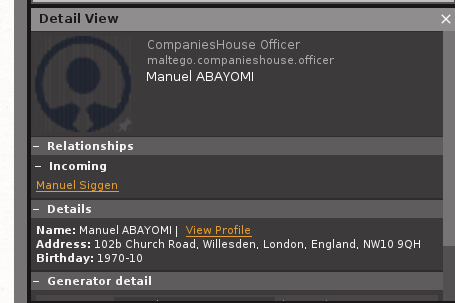 Detail View
CompaniesHouse Officer
maltego.companieshouse.officer
Manuel ABAYOMI
− Relationships
− Incoming
Manuel Siggen
− Details
Name: Manuel ABAYOMI | View Profile
Address: 102b Church Road, Willesden, London, England, NW10 9QH
Birthday: 1970-10
− Generator detail